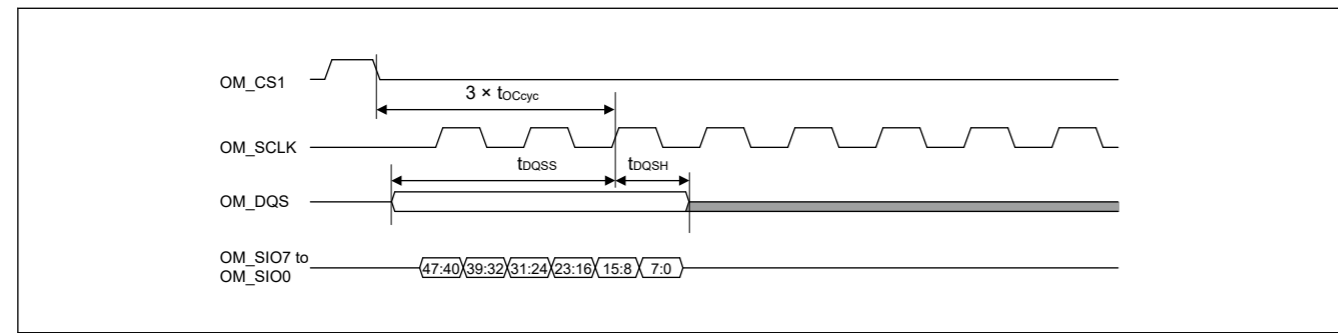 OM_CS1
3 × tOCcyc
OM_SCLK
tDQSS
tDQSH
OM_DQS
OM_SIO7 to
OM_SIO0
47:40 39:32 31:24 23:16 15:8 7:0